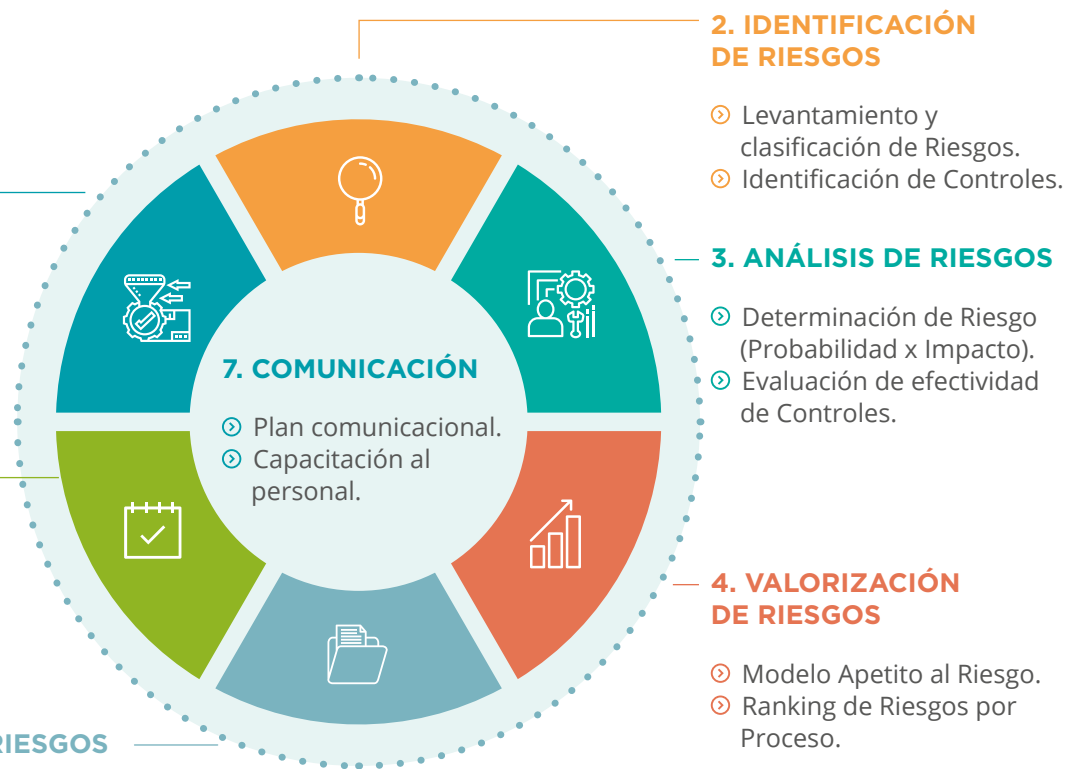 2. IDENTIFICACIÓN
DE RIESGOS
Levantamiento y
clasificación de Riesgos.
Identificación de Controles.
3. ANÁLISIS DE RIESGOS
Determinación de Riesgo
(Probabilidad x Impacto).
Evaluación de efectividad
de Controles.
7. COMUNICACIÓN
Plan comunicacional.
Capacitación al
personal.
4. VALORIZACIÓN
DE RIESGOS
Modelo Apetito al Riesgo.
Ranking de Riesgos por
Proceso.
RIESGOS